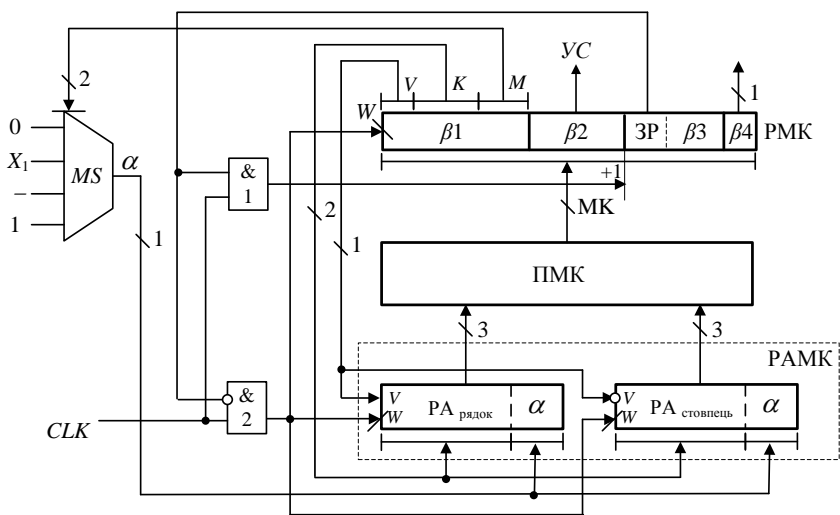 УС
2
V K M
1
W
0
β1 β2 ЗР β3 β4 РМК
X1
α
MS
&
1
+1
–
2
МК
1
1
1
ПМК
3
3
РАМК
&
2
V
W
РА рядок
α
V
W
РА стовпець
α
CLK